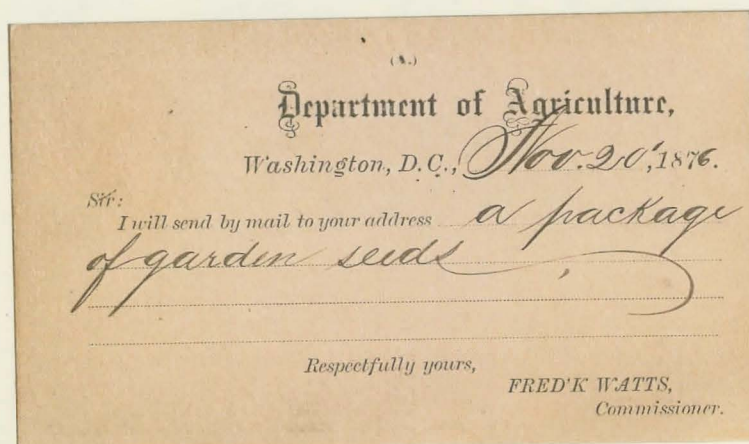 (A.)
Department of Agriculture,
Washington, D.C., Nov. 20, 1876.
Sir:
I will send by mail to your address a package
of garden seeds
Respectfully yours,
FRED'K WATTS,
Commissioner.